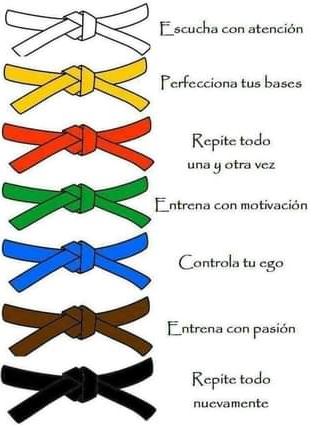 Escucha con atención
Perfecciona tus bases
Repite todo
una y otra vez
Entrena con motivación
Controla tu ego
Entrena con pasión
Repite todo
nuevamente